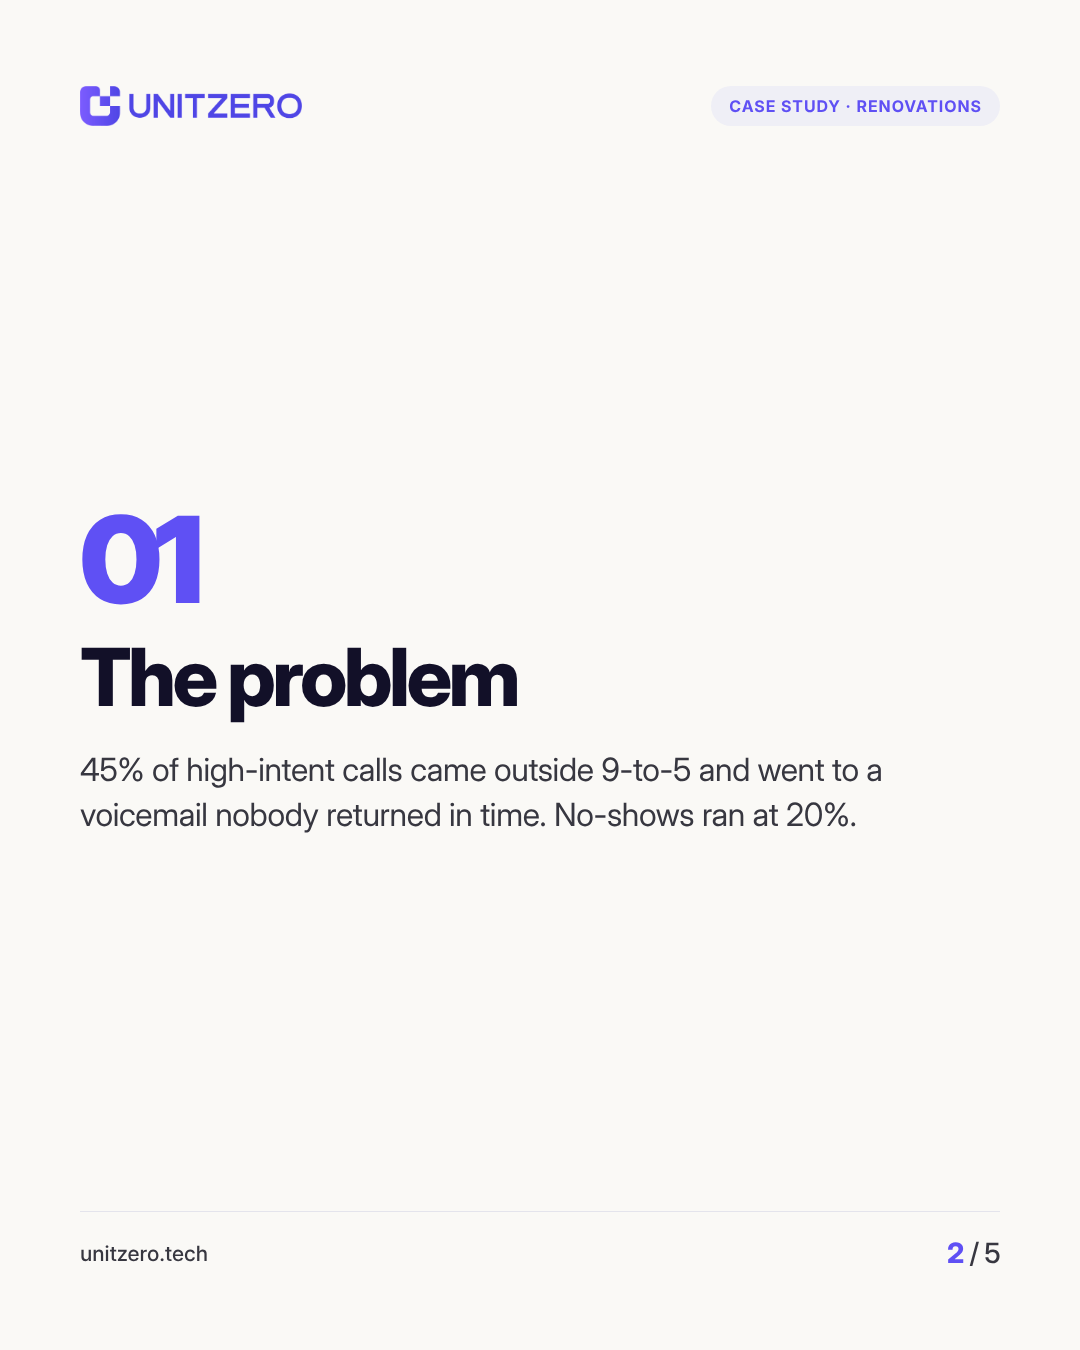 UNITZERO
CASE STUDY · RENOVATIONS
01
The problem
45% of high-intent calls came outside 9-to-5 and went to a
voicemail nobody returned in time. No-shows ran at 20%.
unitzero.tech
2 / 5